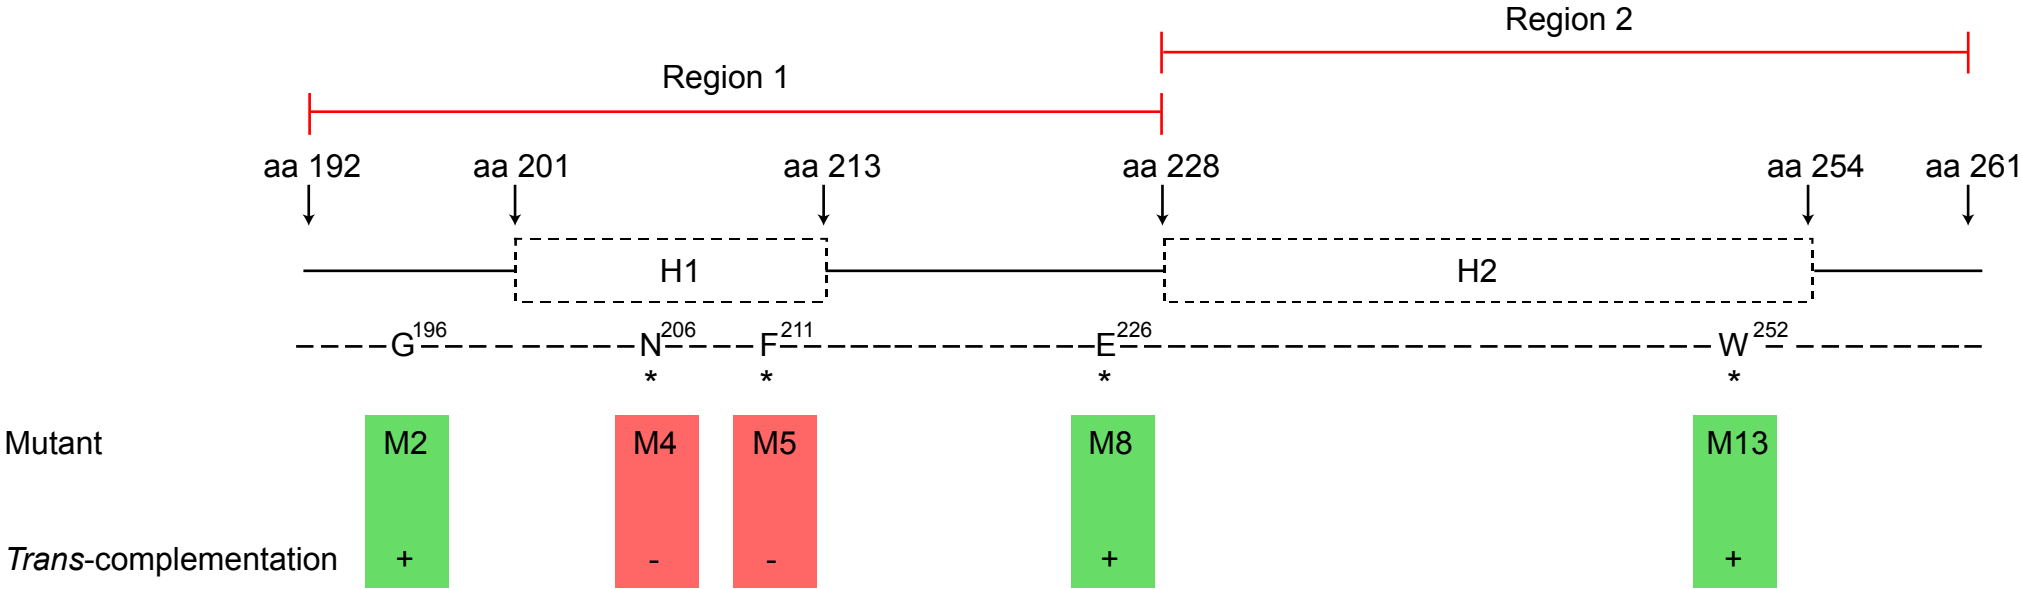 Region 2
Region 1
aa 192 aa 201 aa 213 aa 228 aa 254 aa 261
H1 H2
G196 N206 F211 E226 W252
* * * *
Mutant M2 M4 M5 M8 M13
Trans-complementation + - - + +